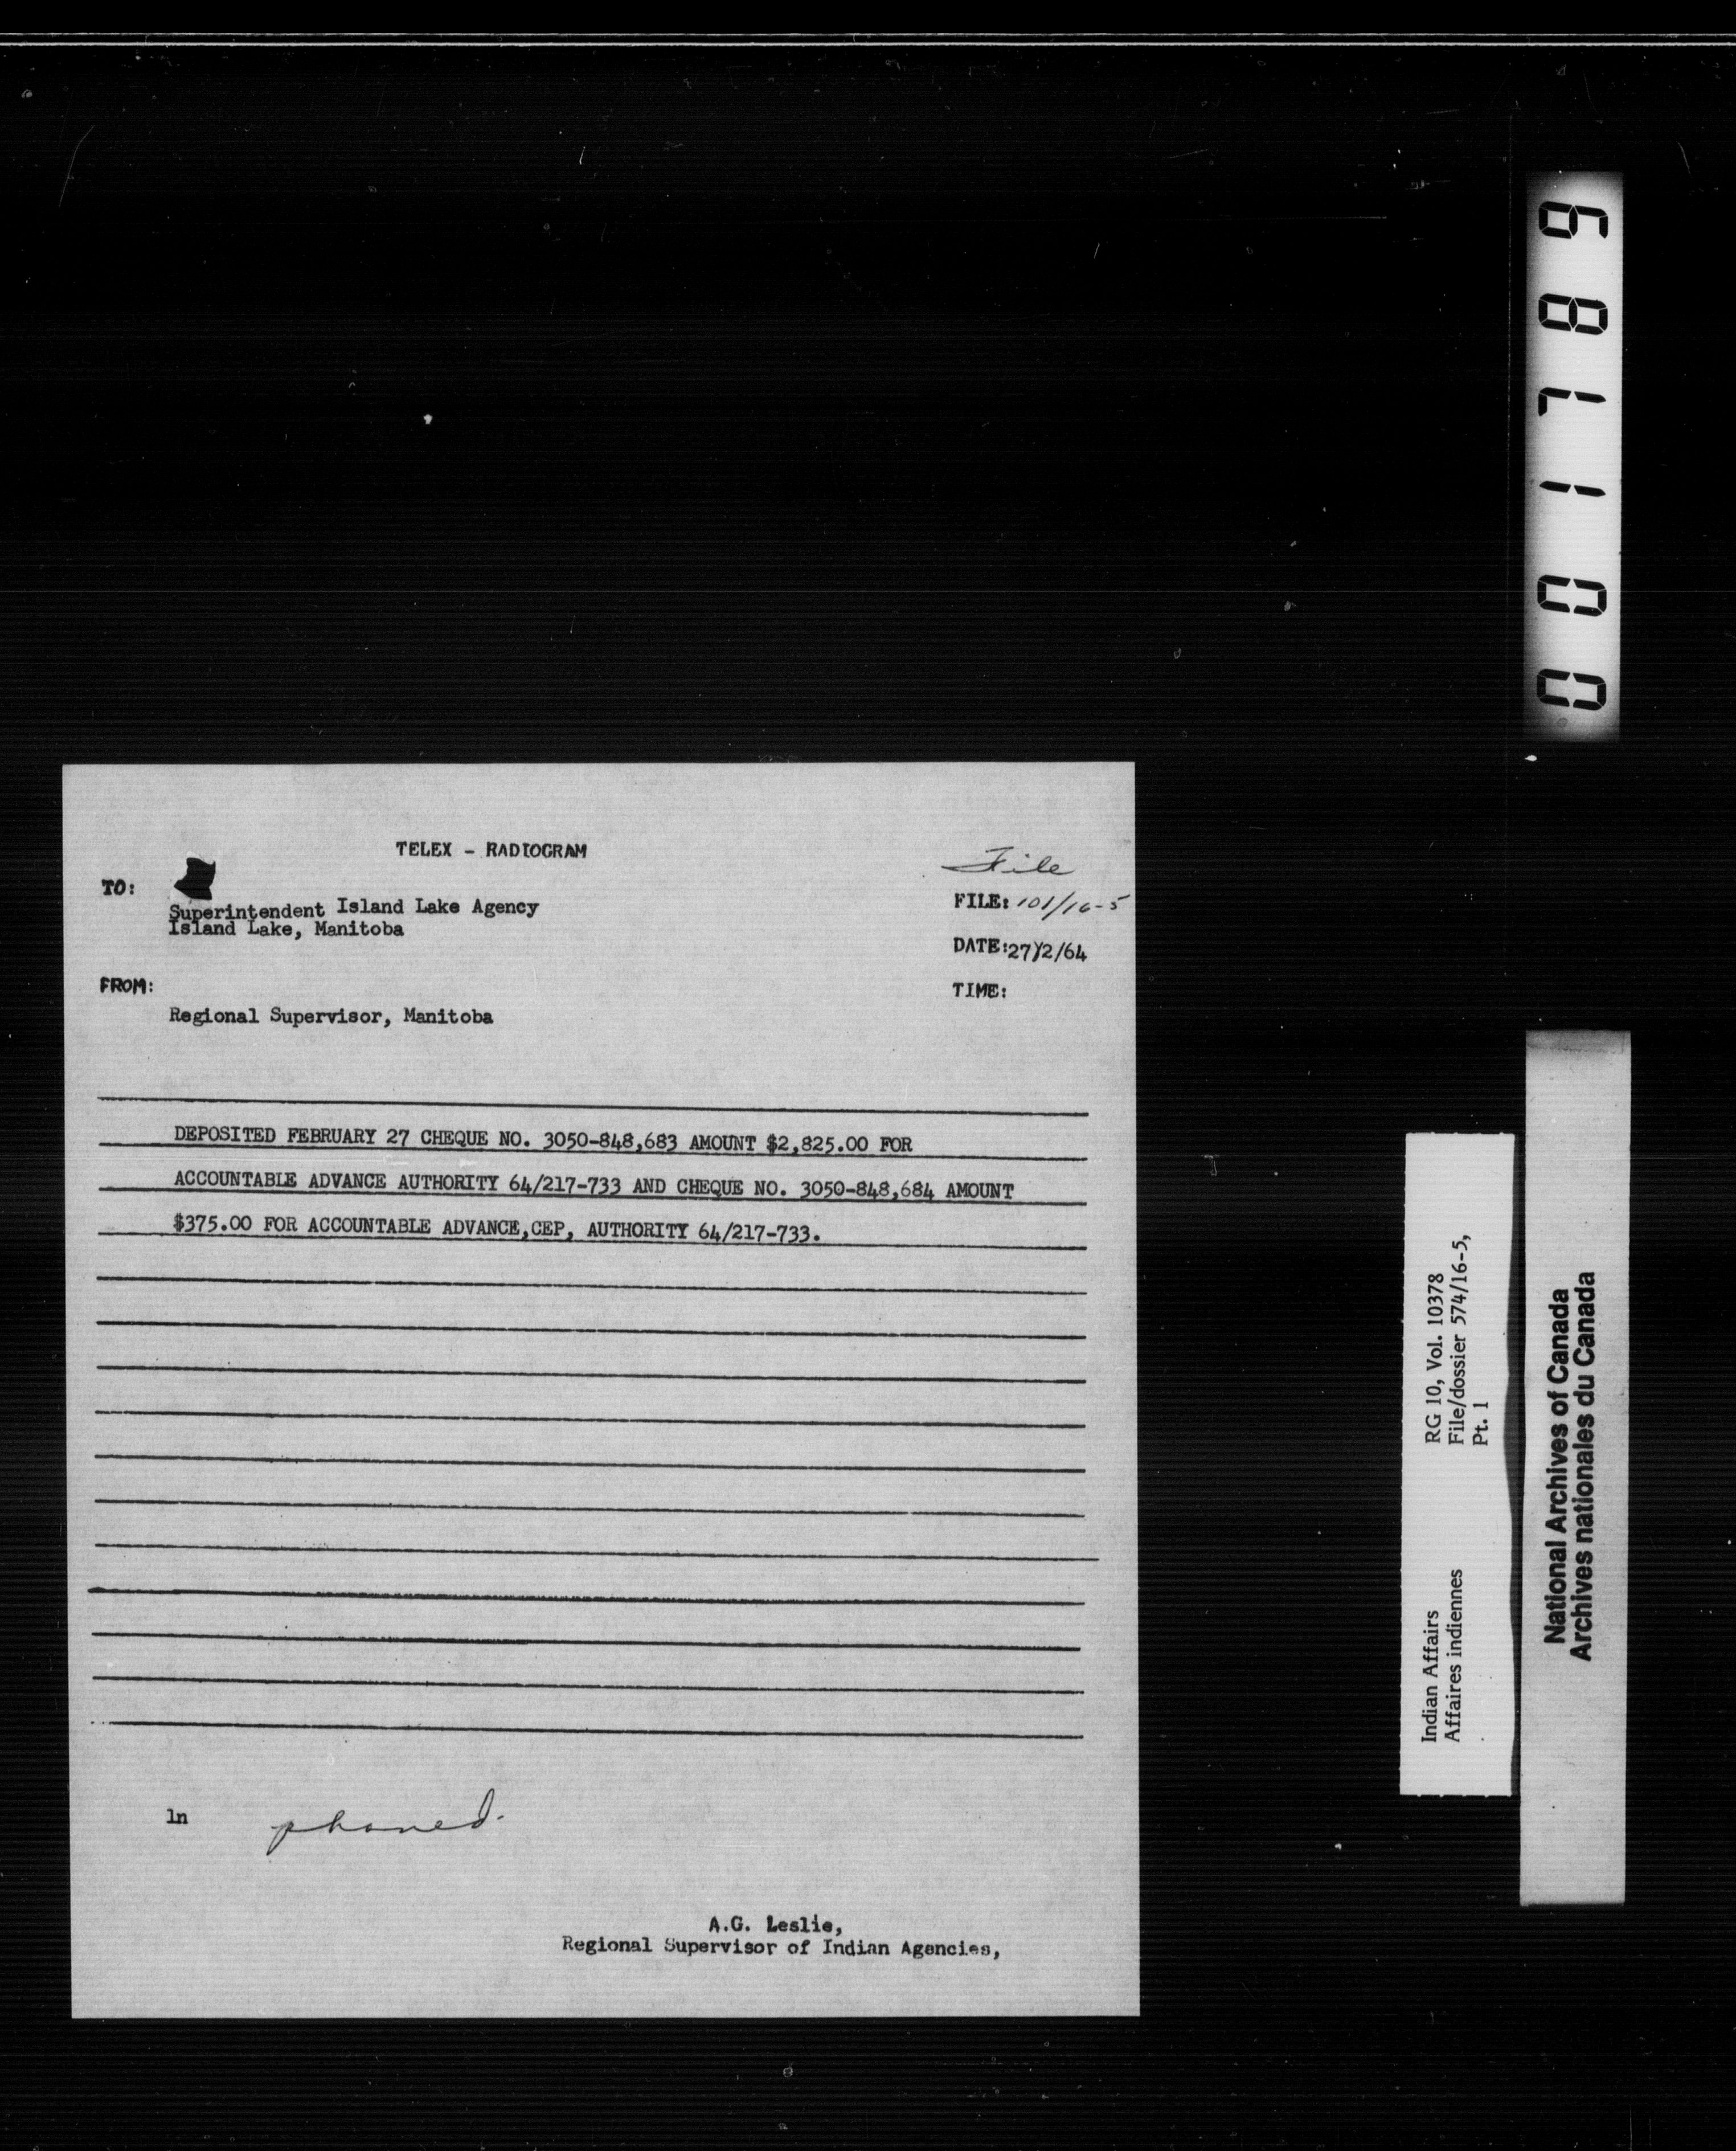 TELEX - RADIOGRAM
File
TO:
Superintendent Island Lake Agency
Island Lake, Manitoba
FILE: 101/16-5
DATE:27/2/64
FROM:
TIME:
Regional Supervisor, Manitoba
DEPOSITED FEBRUARY 27 CHEQUE NO. 3050-848,683 AMOUNT $2,825.00 FOR
ACCOUNTABLE ADVANCE AUTHORITY 64/217-733 AND CHEQUE NO. 3050-848,684 AMOUNT
$375.00 FOR ACCOUNTABLE ADVANCE,CEP, AUTHORITY 64/217-733.
ln
phoned.
A.G. Leslie,
Regional Supervisor of Indian Agencies,
001789
Indian Affairs
Affaires indiennes
RG 10, Vol. 10378
File/dossier 574/16-5,
Pt. 1
National Archives of Canada
Archives nationales du Canada